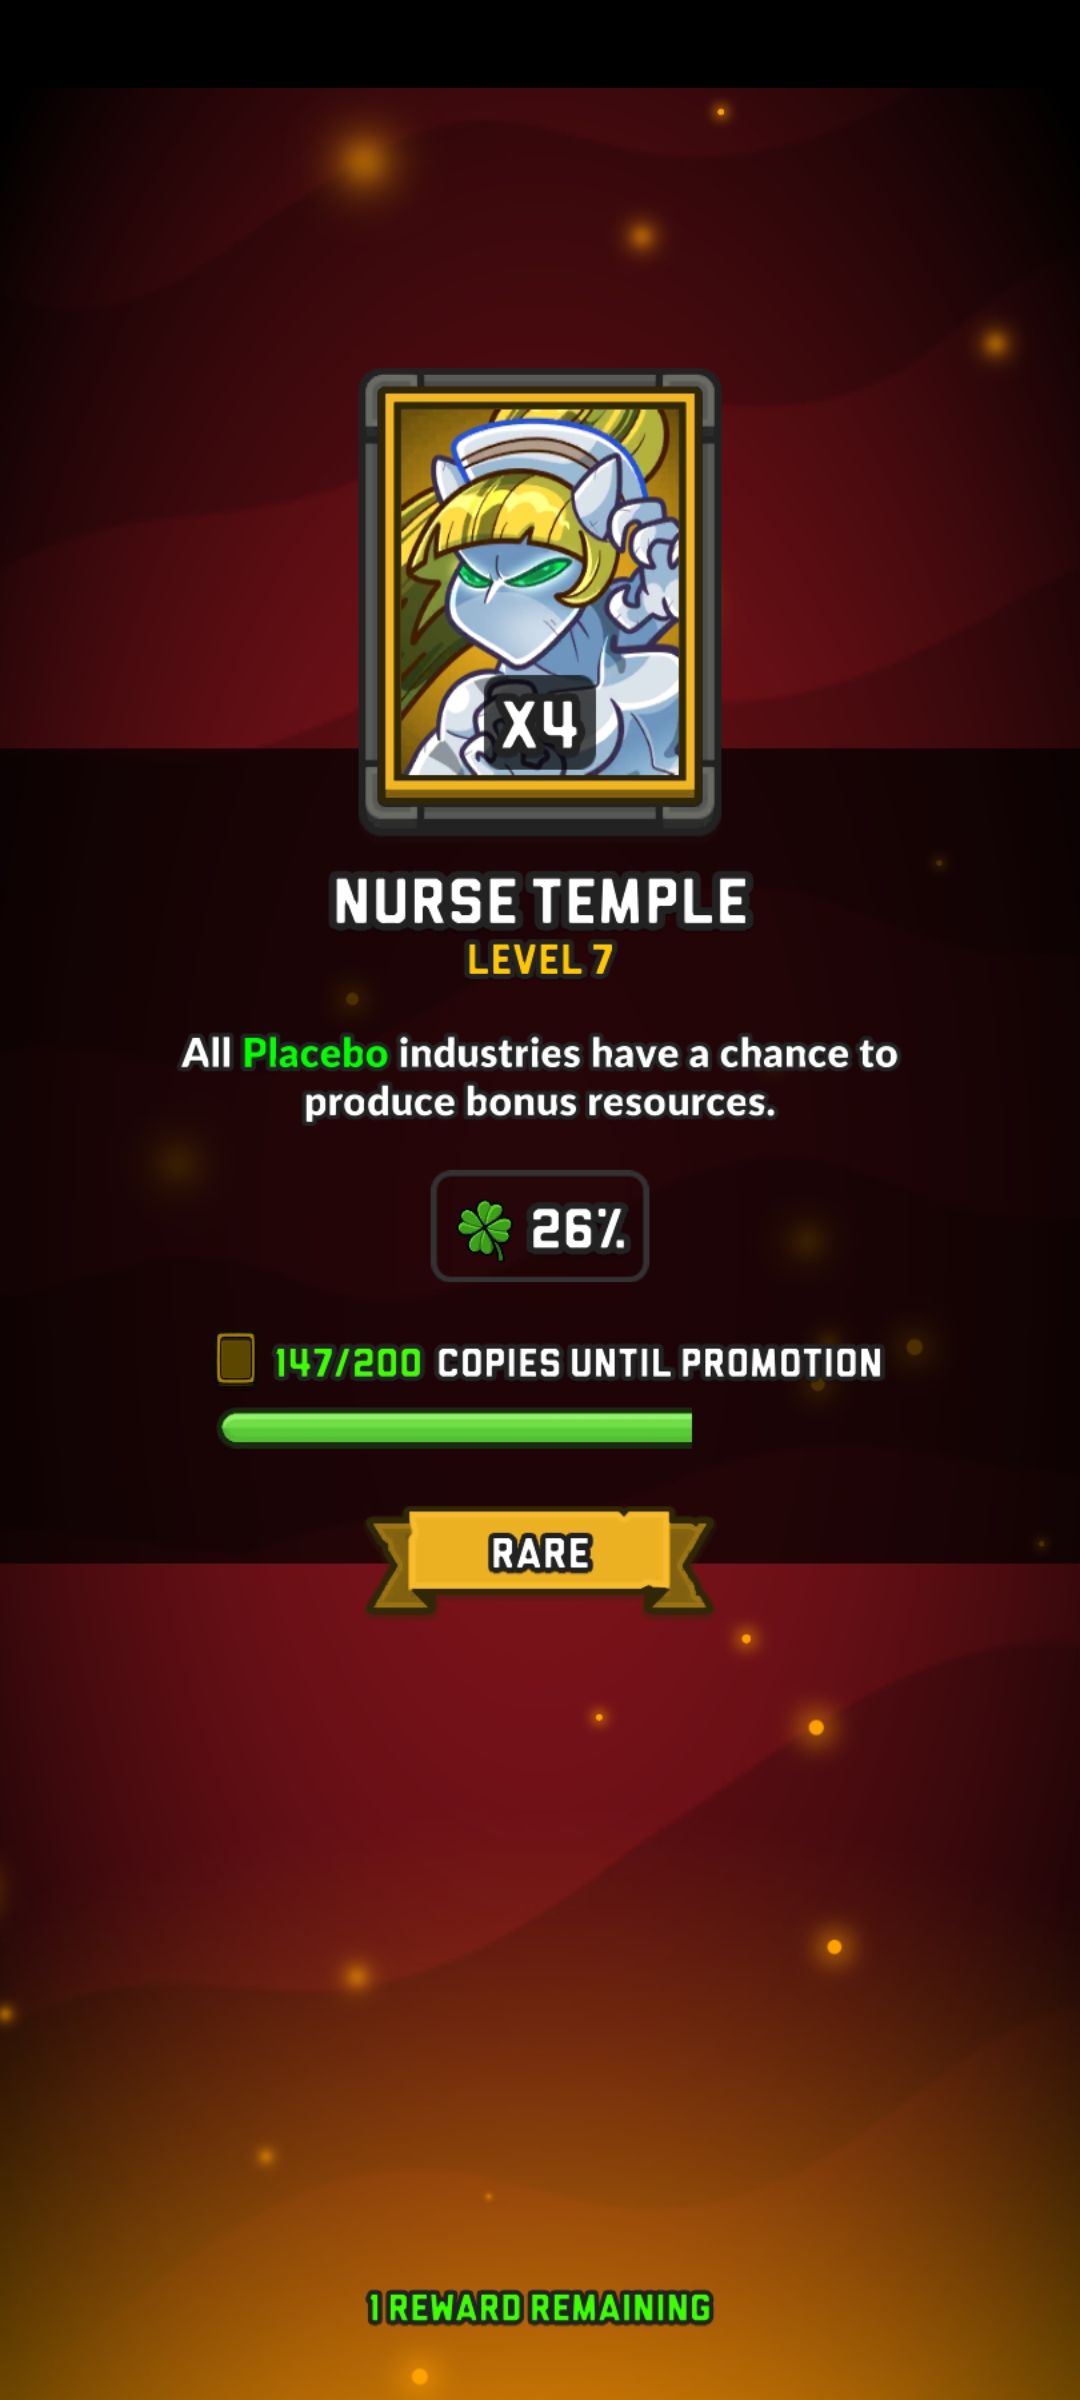 X4
NURSE TEMPLE
LEVEL 7
All Placebo industries have a chance to
produce bonus resources.
26%
147/200 COPIES UNTIL PROMOTION
RARE
1 REWARD REMAINING